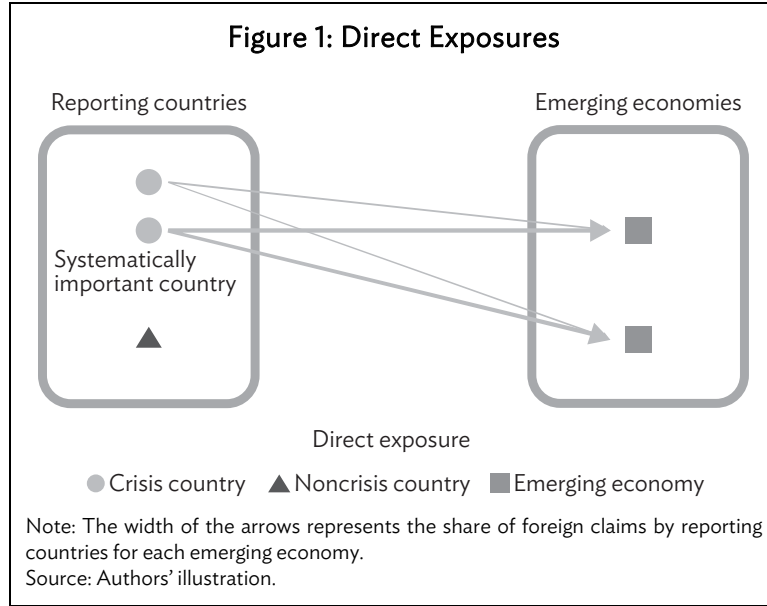 Figure 1: Direct Exposures
Reporting countries
Emerging economies
Systematically
important country
Direct exposure
Crisis country
Noncrisis country
Emerging economy
Note: The width of the arrows represents the share of foreign claims by reporting
countries for each emerging economy.
Source: Authors' illustration.